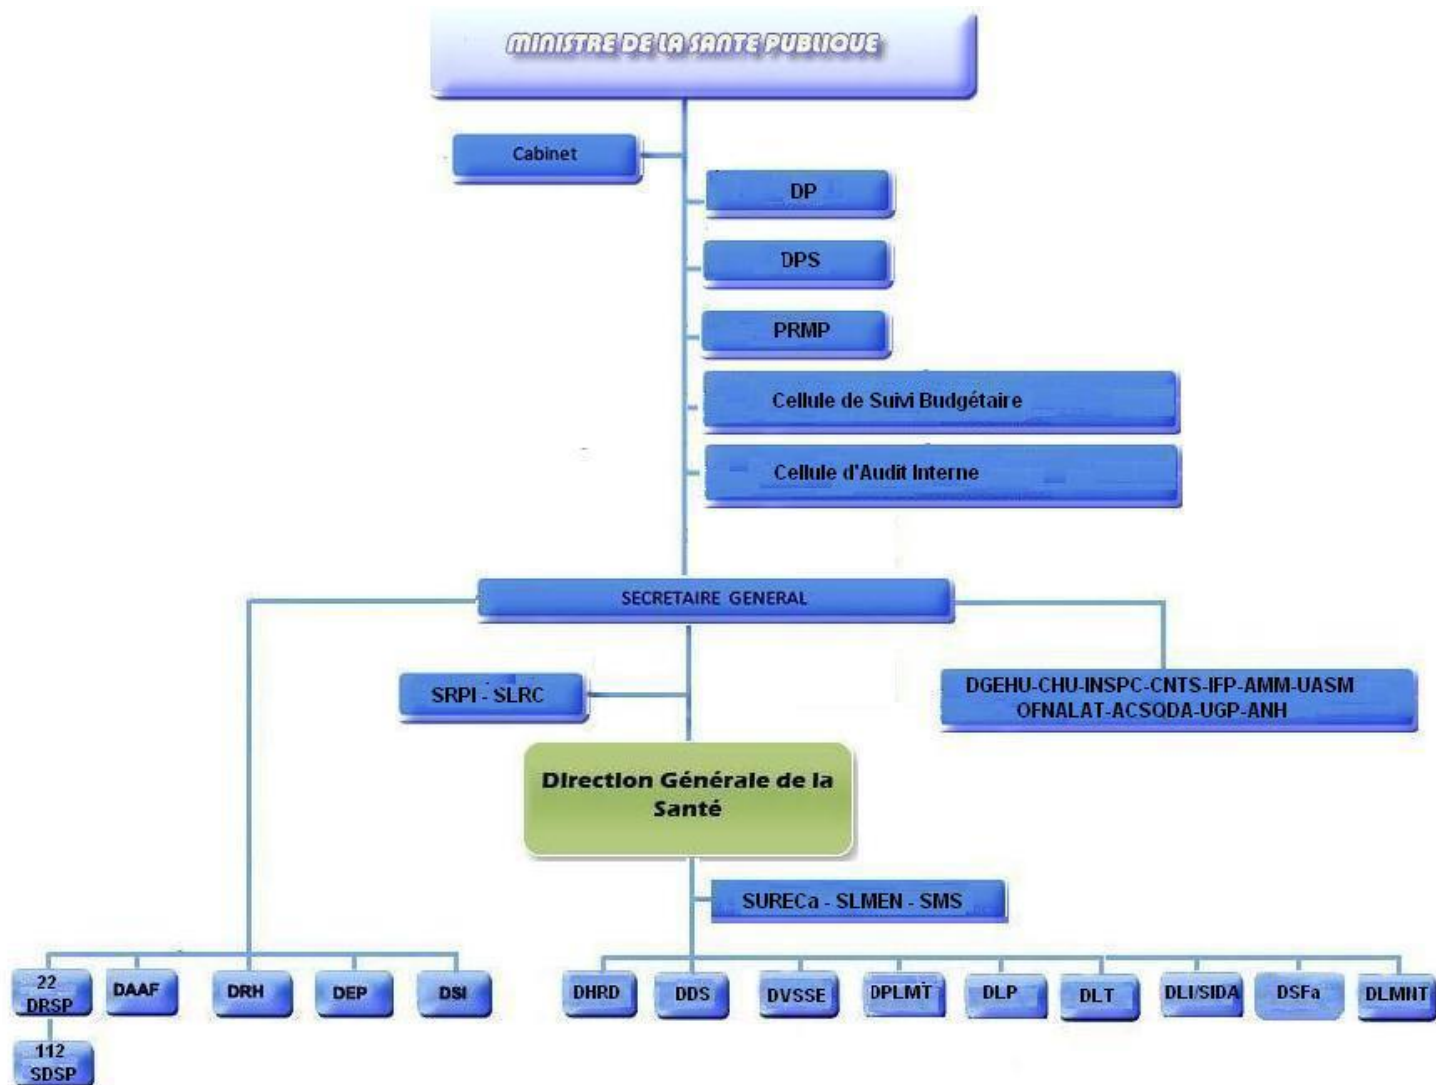 MINISTRE DE LA SANTE PUBLIQUE
Cabinet
DP
DPS
PRMP
Cellule de Suivi Budgétaire
Cellule d'Audit Interne
SECRETAIRE GENERAL
SRPI - SLRC
DGEHU-CHU-INSPC-CNTS-IFP-AMM-UASM
OFNALAT-ACSQDA-UGP-ANH
Direction Générale de la
Santé
SURECa - SLMEN - SMS
22
DRSP
DAAF
DRH
DEP
DSI
DHRD
DDS
DVSSE
DPLMT
DLP
DLT
DLI/SIDA
DSFa
DLMNT
112
SDSP